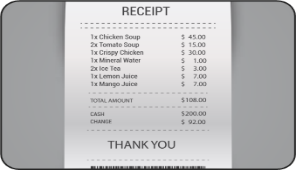 RECEIPT
1x Chicken Soup $ 45.00
2x Tomato Soup $ 15.00
1x Crispy Chicken $ 30.00
1x Mineral Water $ 1.00
2x Ice Tea $ 3.00
1x Lemon Juice $ 7.00
1x Mango Juice $ 7.00
TOTAL AMOUNT $108.00
CASH $200.00
CHANGE $ 92.00
THANK YOU